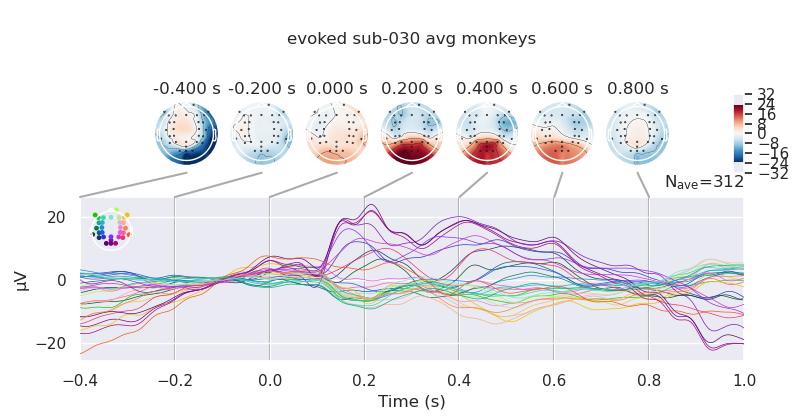 evoked sub-030 avg monkeys
-0.400 s -0.200 s 0.000 s 0.200 s 0.400 s 0.600 s 0.800 s
32
24
16
8
0
−8
−16
−24
−32
Nave=312
20
0
−20
µV
−0.4 −0.2 0.0 0.2 0.4 0.6 0.8 1.0
Time (s)